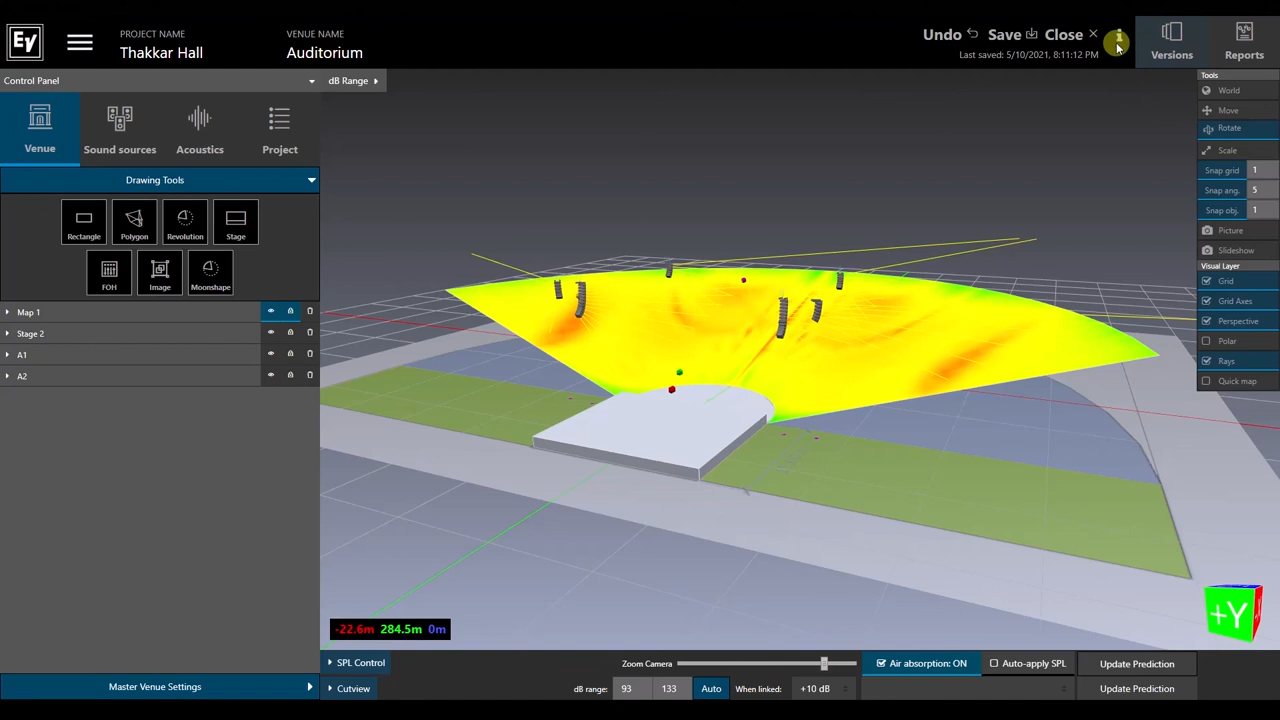 EV
PROJECT NAME
Thakkar Hall
VENUE NAME
Auditorium
Undo Save Close ×
Last saved: 5/10/2021, 8:11:12 PM
Versions
Reports
Control Panel
dB Range
Venue
Sound sources
Acoustics
Project
Drawing Tools
Rectangle
Polygon
Revolution
Stage
FOH
Image
Moonshape
Map 1
Stage 2
A1
A2
Master Venue Settings
Tools
World
Move
Rotate
Scale
Snap grid 1
Snap ang. 5
Snap obj. 1
Picture
Slideshow
Visual Layer
Grid
Grid Axes
Perspective
Polar
Rays
Quick map
+Y
-22.6m 284.5m 0m
SPL Control
Zoom Camera
Air absorption: ON
Auto-apply SPL
Update Prediction
Cutview
dB range: 93 133 Auto
When linked: +10 dB
Update Prediction